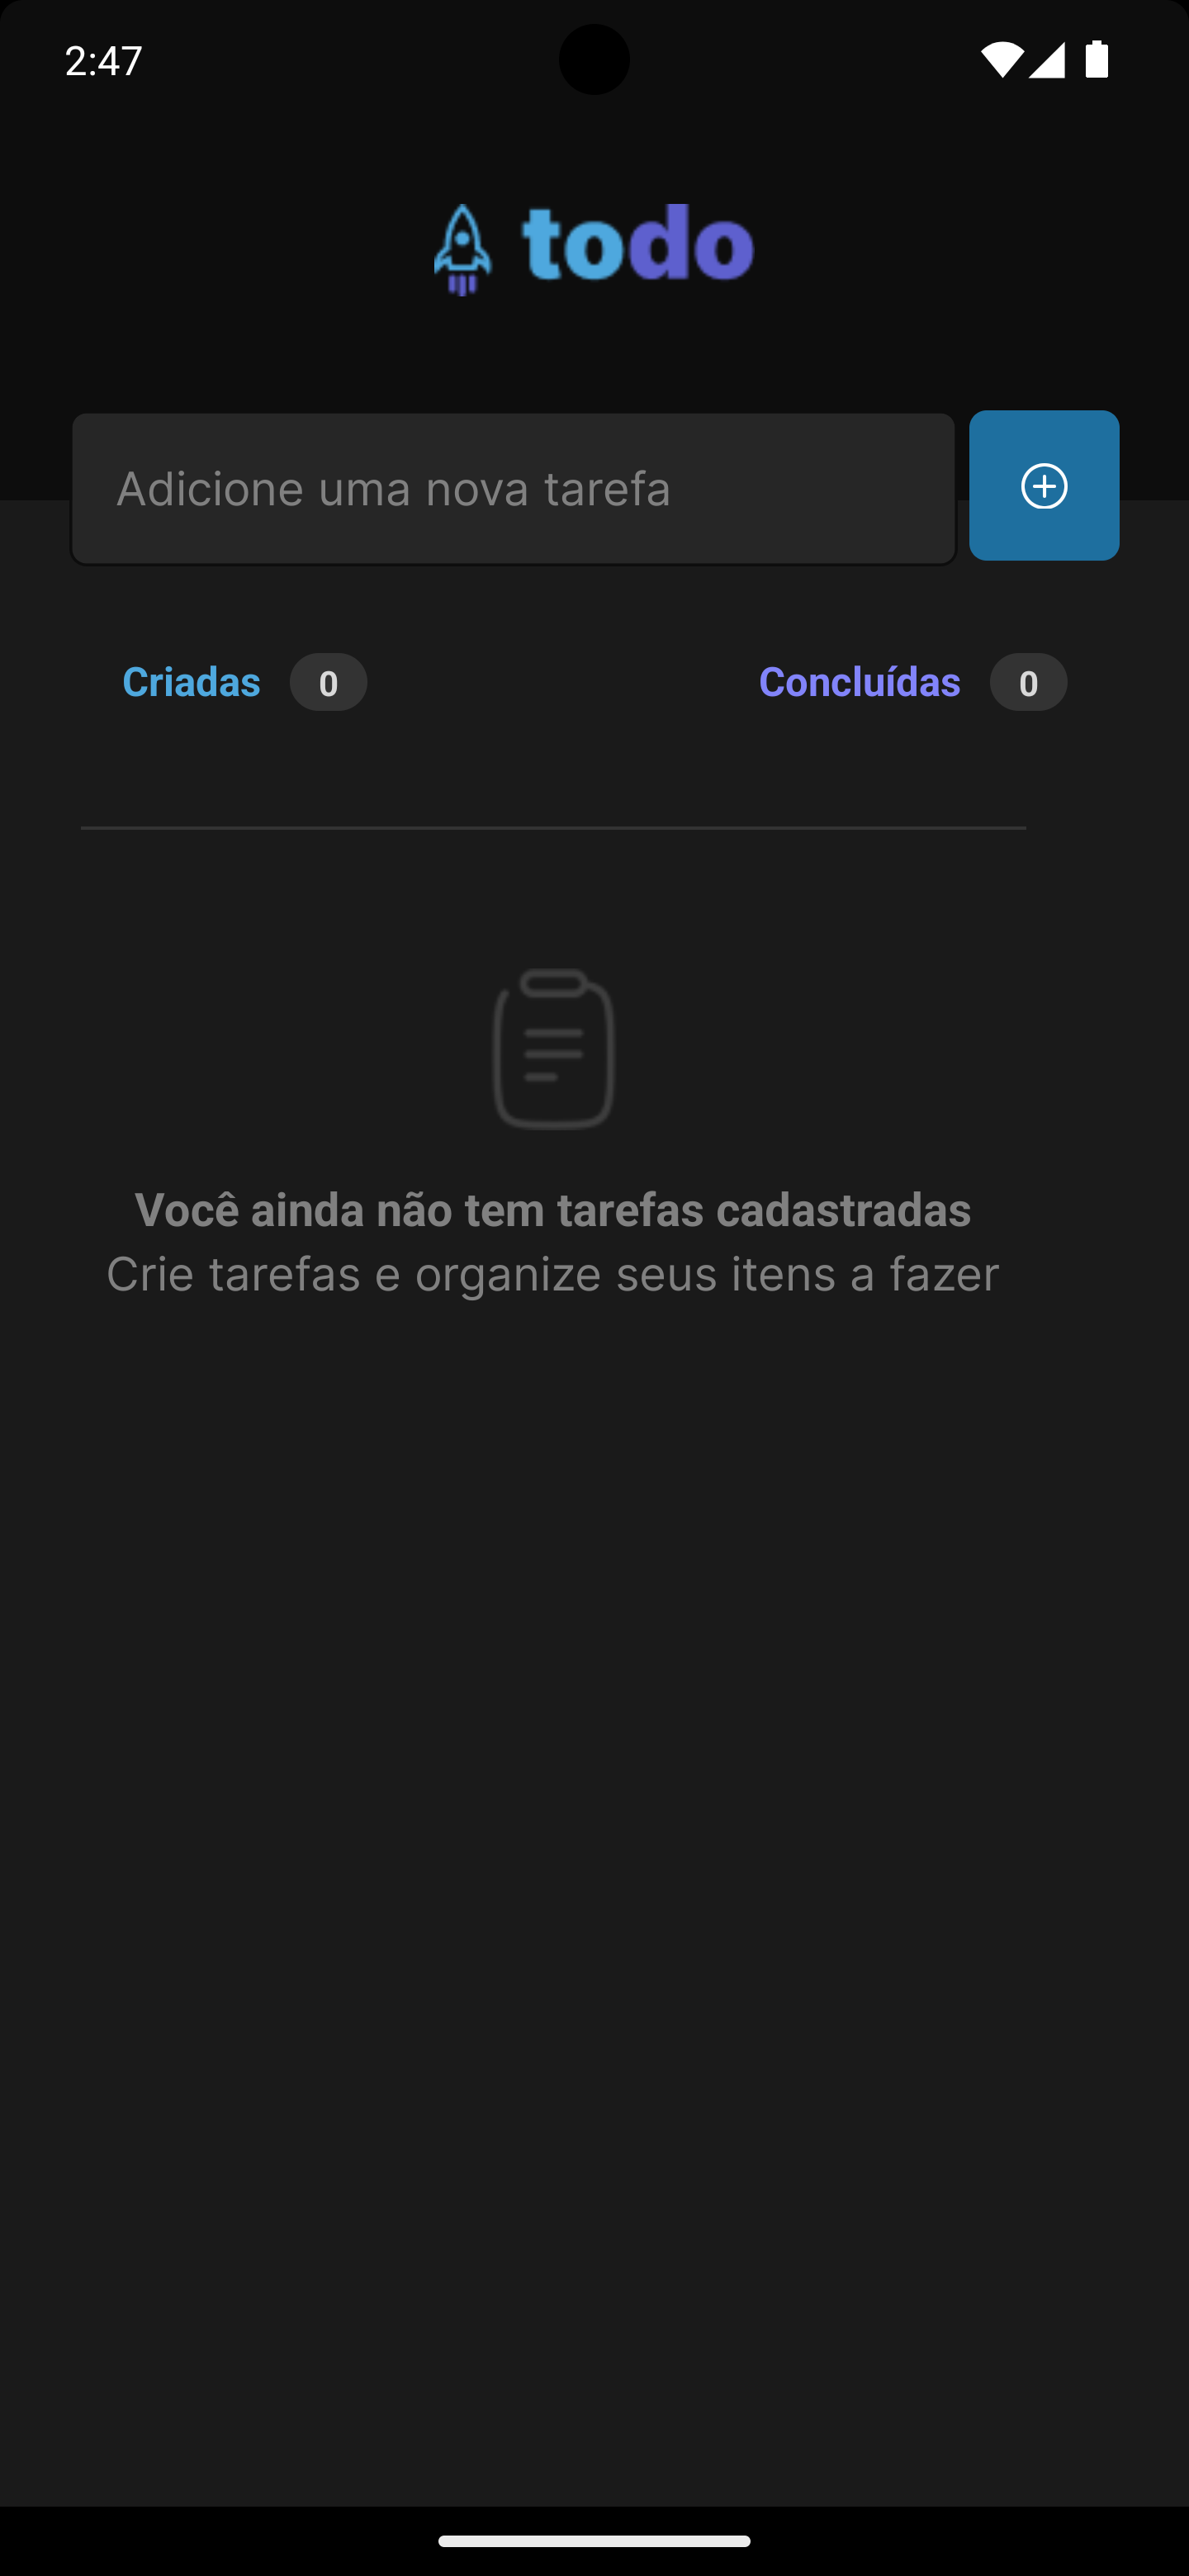 2:47
todo
Adicione uma nova tarefa
Criadas 0 Concluídas 0
Você ainda não tem tarefas cadastradas
Crie tarefas e organize seus itens a fazer